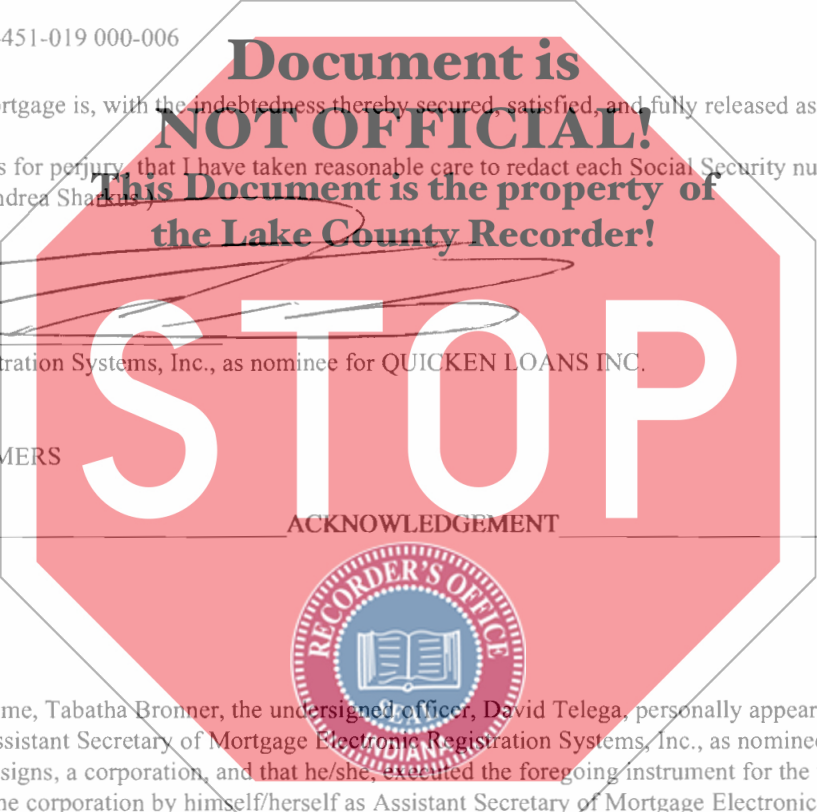 451-019 000-006
Document is
rtgage is, with the indebtedness thereby secured, satisfied, and fully released as
NOT OFFICIAL!
s for perjury, that I have taken reasonable care to redact each Social Security nu
This Document is the property of
ndrea Sharkus )
the Lake County Recorder!
STOP
tration Systems, Inc., as nominee for QUICKEN LOANS INC.
MERS
ACKNOWLEDGEMENT
RECORDER'S OFFICE
SEAL
INDIANA
me, Tabatha Bronner, the undersigned officer, David Telega, personally appear
ssistant Secretary of Mortgage Electronic Registration Systems, Inc., as nomine
signs, a corporation, and that he/she, executed the foregoing instrument for the
he corporation by himself/herself as Assistant Secretary of Mortgage Electronic